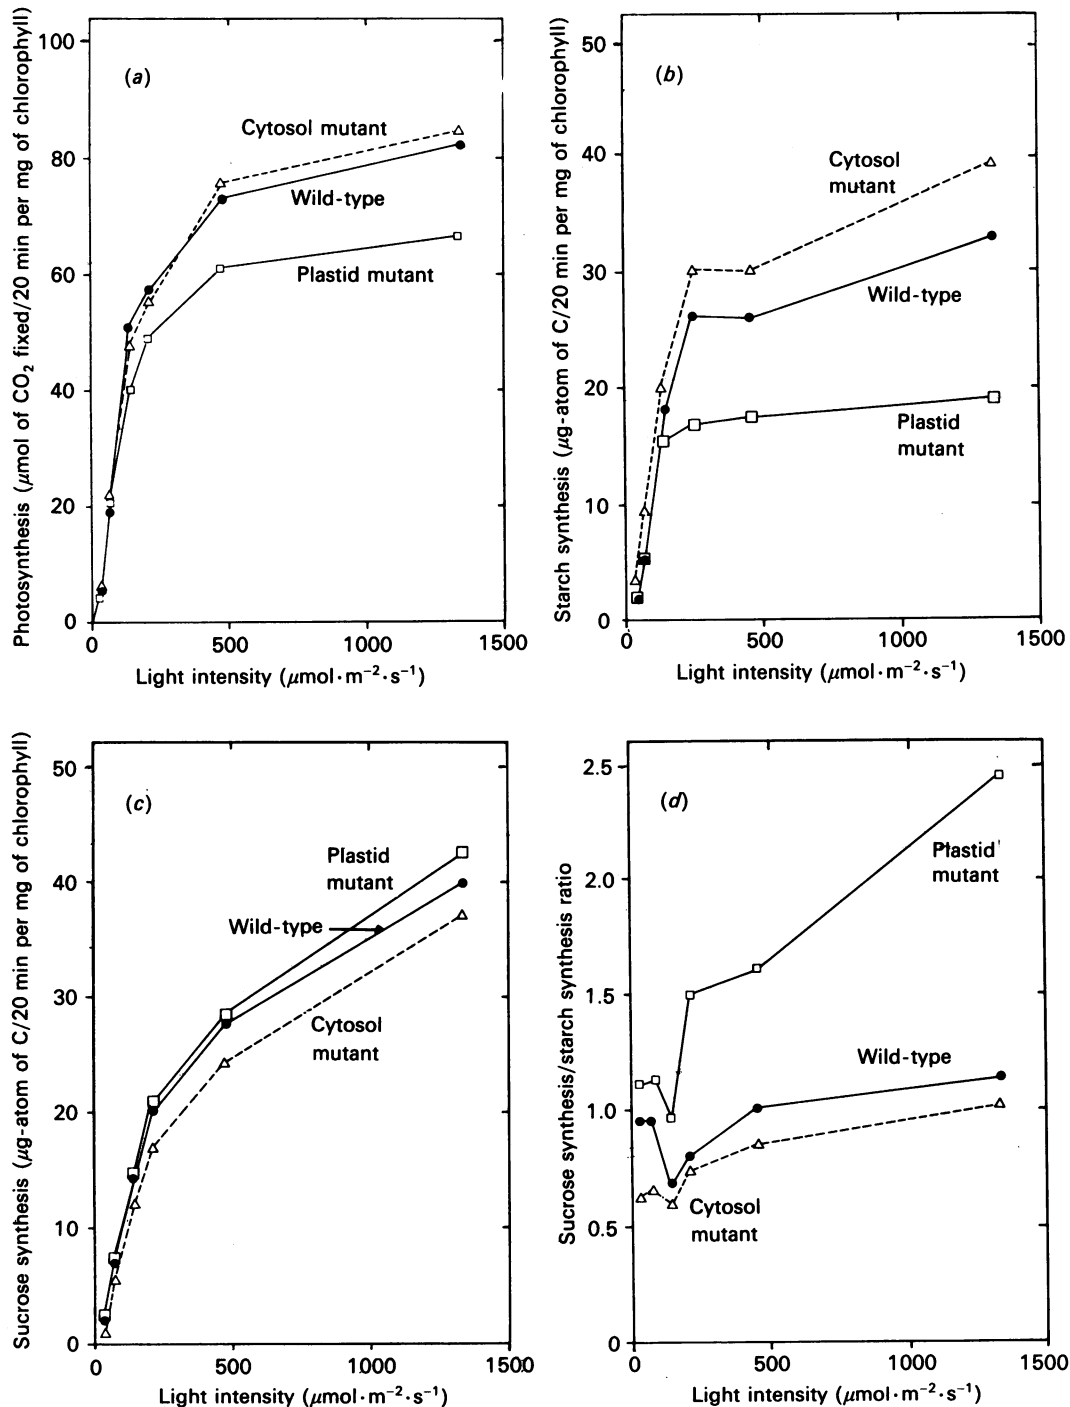 Photosynthesis (μmol of CO₂ fixed/20 min per mg of chlorophyll)
100
80
60
40
20
0
(a)
Cytosol mutant
Wild-type
Plastid mutant
0 500 1000 1500
Light intensity (μmol·m⁻²·s⁻¹)
Starch synthesis (μg-atom of C/20 min per mg of chlorophyll)
50
40
30
20
10
0
(b)
Cytosol
mutant
Wild-type
Plastid
mutant
0 500 1000 1500
Light intensity (μmol·m⁻²·s⁻¹)
Sucrose synthesis (μg-atom of C/20 min per mg of chlorophyll)
50
40
30
20
10
0
(c)
Plastid
mutant
Wild-type
Cytosol
mutant
0 500 1000 1500
Light intensity (μmol·m⁻²·s⁻¹)
Sucrose synthesis/starch synthesis ratio
2.5
2.0
1.5
1.0
0.5
0
(d)
Plastid
mutant
Wild-type
Cytosol
mutant
0 500 1000 1500
Light intensity (μmol·m⁻²·s⁻¹)